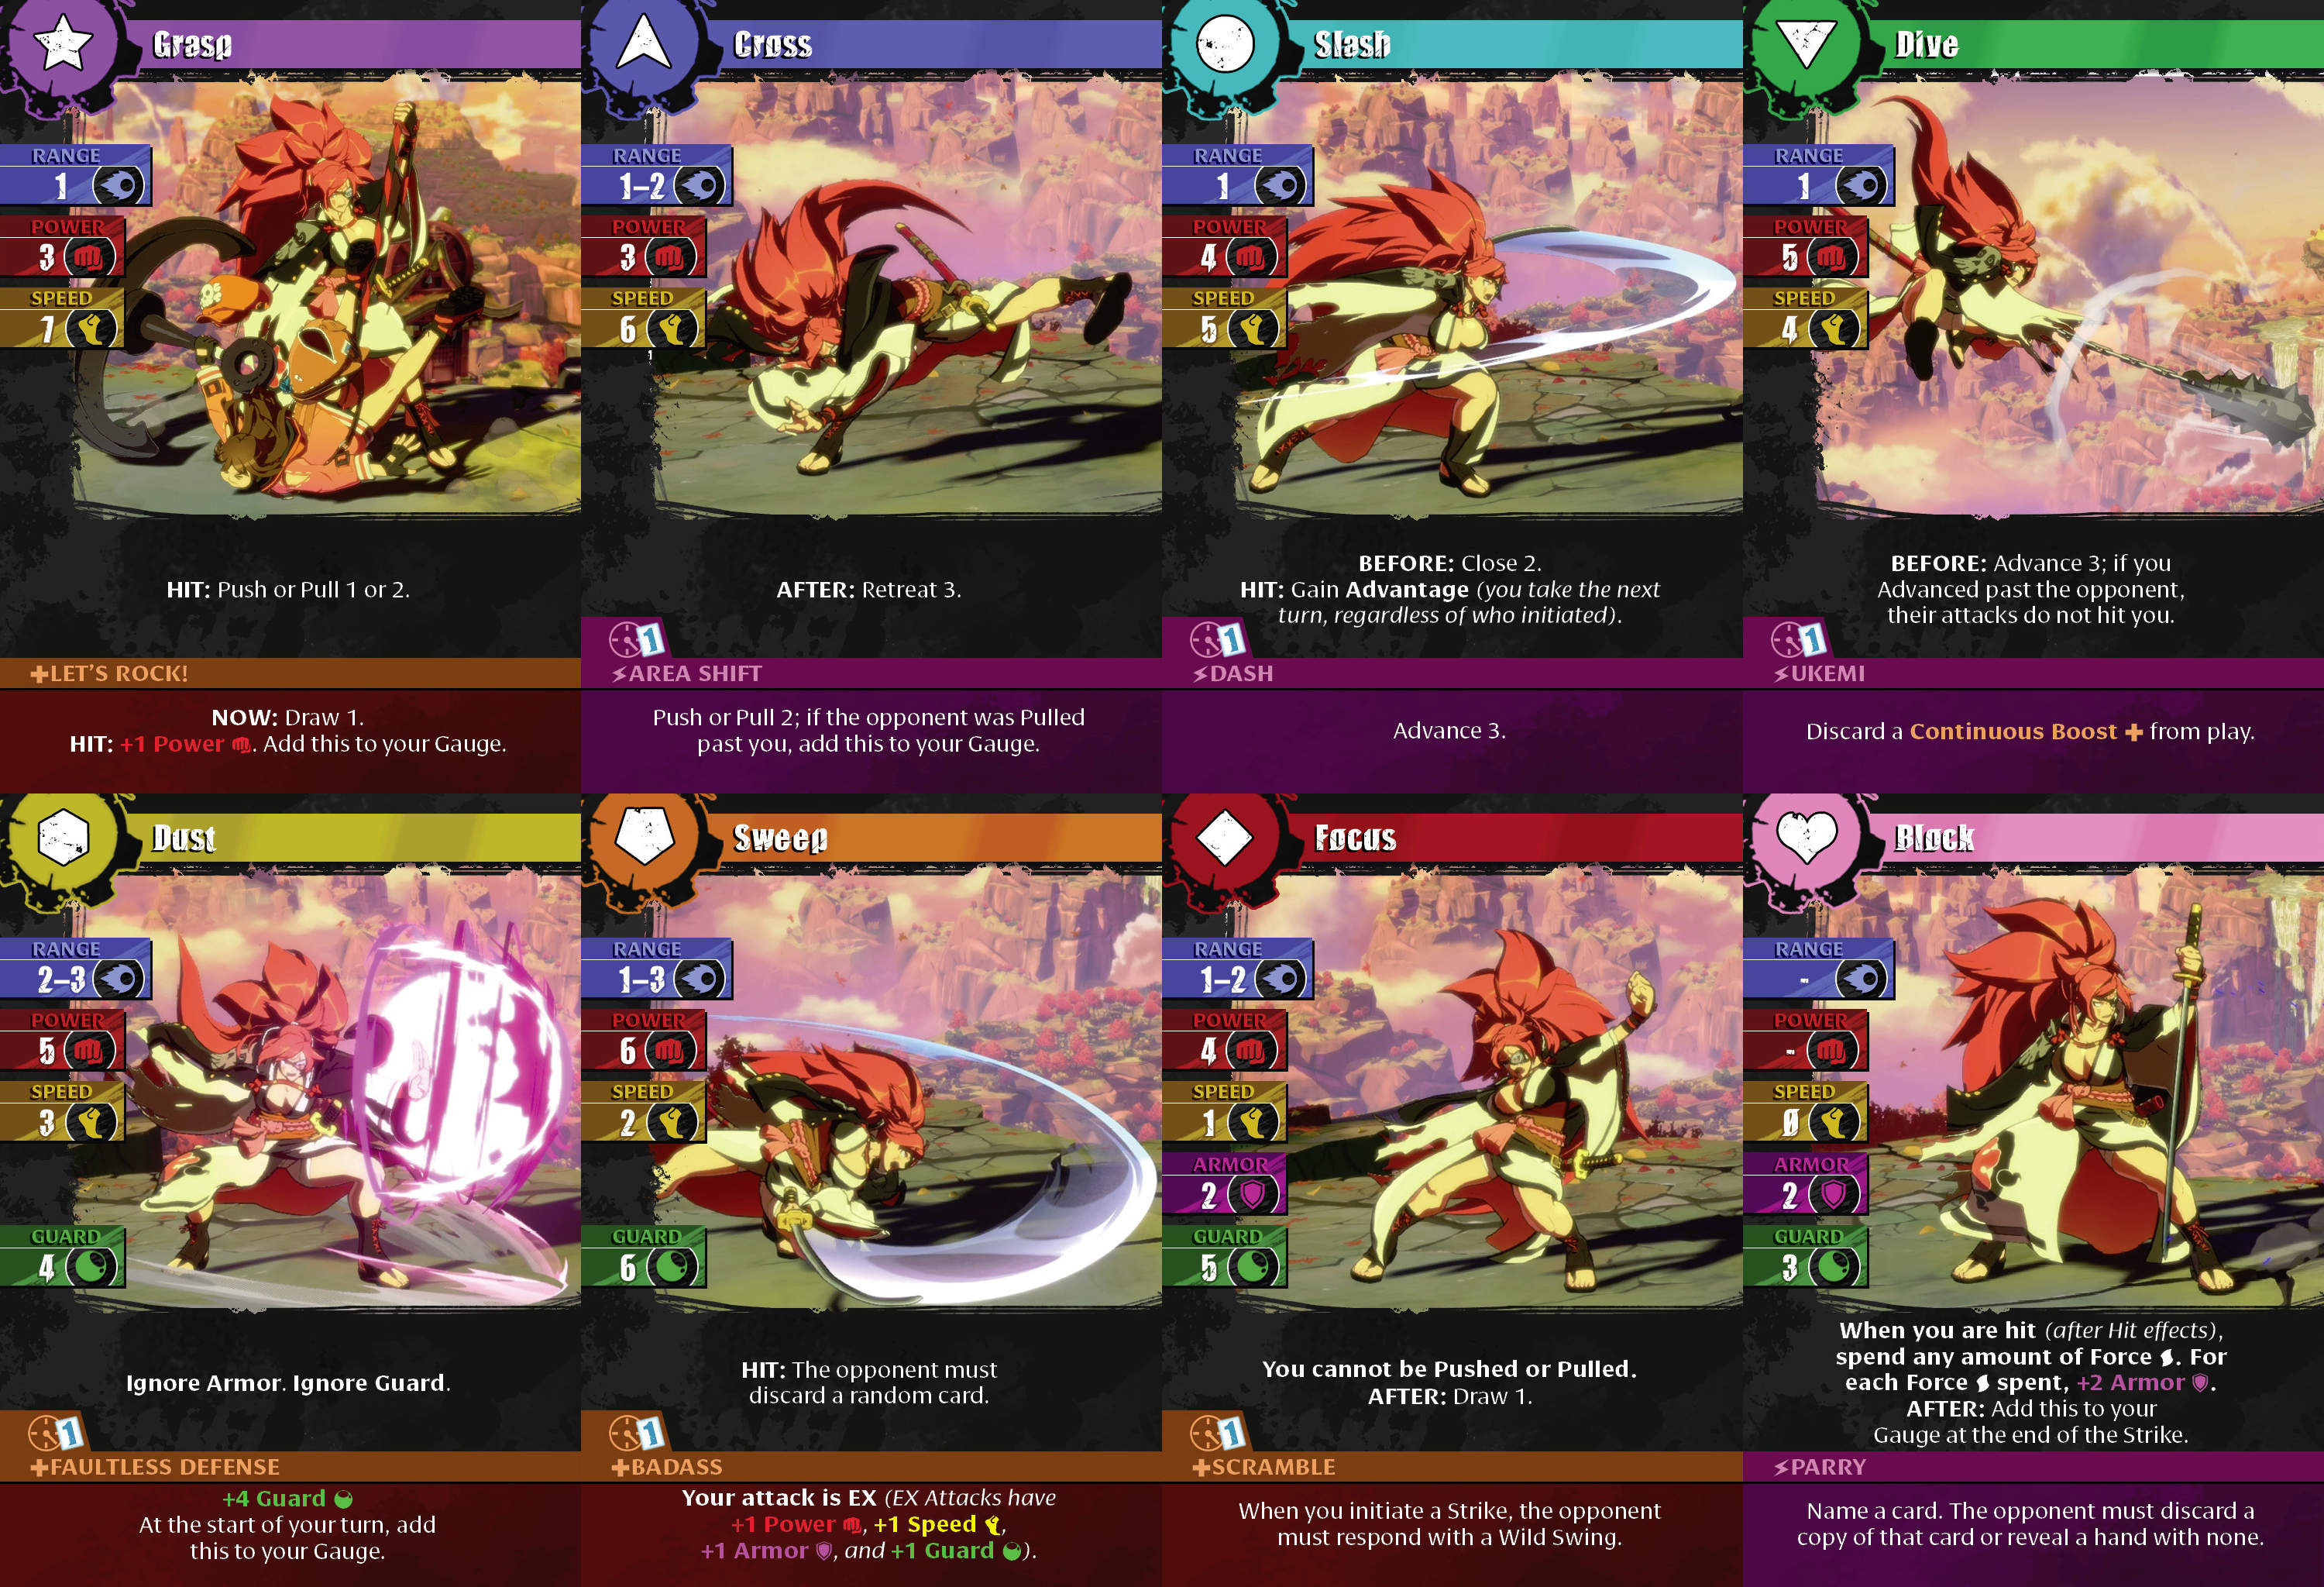 Grasp
RANGE
1
POWER
3
SPEED
7
HIT: Push or Pull 1 or 2.
LET'S ROCK!
NOW: Draw 1.
HIT: +1 Power. Add this to your Gauge.
Cross
RANGE
1–2
POWER
3
SPEED
6
AFTER: Retreat 3.
1
AREA SHIFT
Push or Pull 2; if the opponent was Pulled
past you, add this to your Gauge.
Slash
RANGE
1
POWER
4
SPEED
5
BEFORE: Close 2.
HIT: Gain Advantage (you take the next
turn, regardless of who initiated).
1
DASH
Advance 3.
Dive
RANGE
1
POWER
5
SPEED
4
BEFORE: Advance 3; if you
Advanced past the opponent,
their attacks do not hit you.
1
UKEMI
Discard a Continuous Boost + from play.
Dust
RANGE
2–3
POWER
5
SPEED
3
GUARD
4
Ignore Armor. Ignore Guard.
1
FAULTLESS DEFENSE
+4 Guard
At the start of your turn, add
this to your Gauge.
Sweep
RANGE
1–3
POWER
6
SPEED
2
GUARD
6
HIT: The opponent must
discard a random card.
1
BADASS
Your attack is EX (EX Attacks have
+1 Power, +1 Speed,
+1 Armor, and +1 Guard).
Focus
RANGE
1–2
POWER
4
SPEED
1
ARMOR
2
GUARD
5
You cannot be Pushed or Pulled.
AFTER: Draw 1.
1
SCRAMBLE
When you initiate a Strike, the opponent
must respond with a Wild Swing.
Block
RANGE
-
POWER
-
SPEED
0
ARMOR
2
GUARD
3
When you are hit (after Hit effects),
spend any amount of Force. For
each Force spent, +2 Armor.
AFTER: Add this to your
Gauge at the end of the Strike.
PARRY
Name a card. The opponent must discard a
copy of that card or reveal a hand with none.